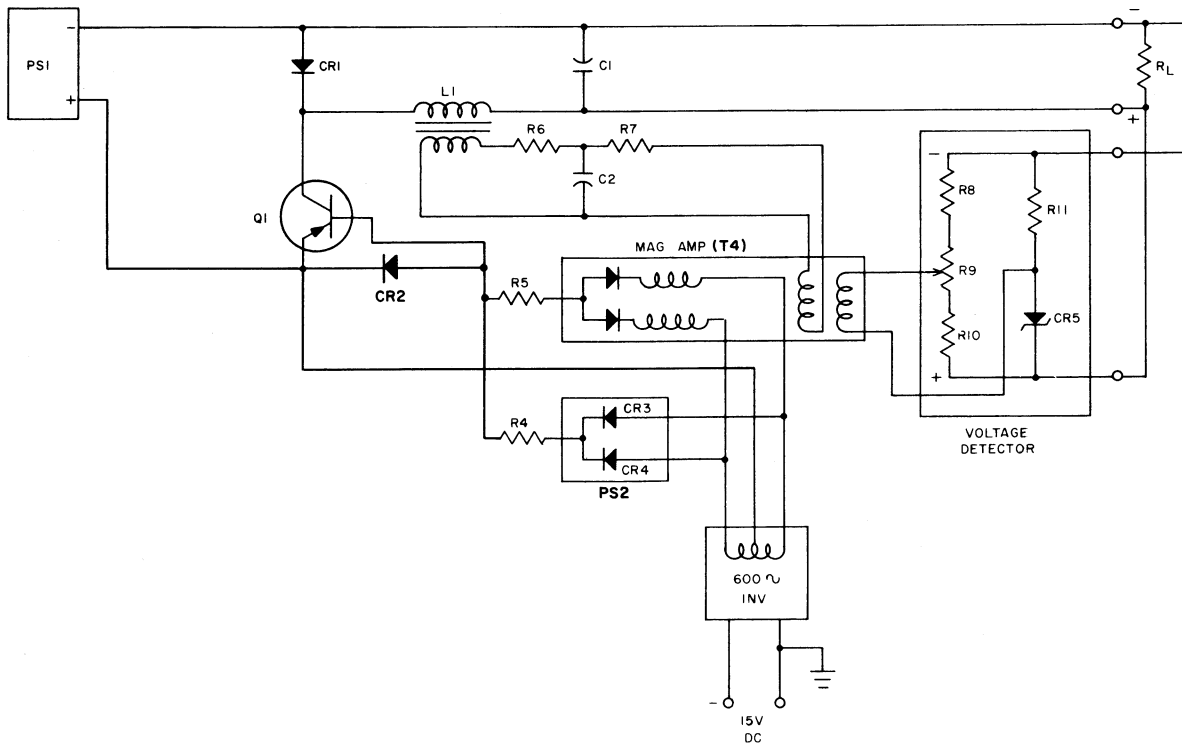 PS1
-
+
CR1
C1
-
+
RL
L1
R6
R7
C2
Q1
CR2
R5
MAG AMP (T4)
-
R8
R9
R10
+
R11
CR5
VOLTAGE
DETECTOR
R4
CR3
CR4
PS2
600 ~
INV
-
15V
DC